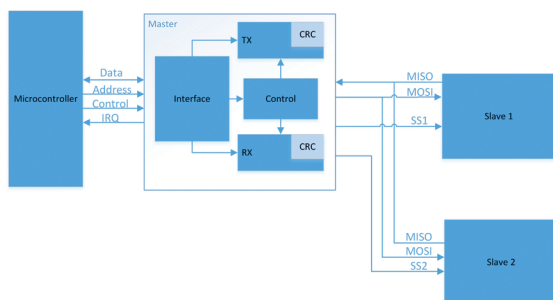 Master
TX
CRC
Data
Address
Control
IRQ
Microcontroller
Interface
Control
RX
CRC
MISO
MOSI
SS1
Slave 1
MISO
MOSI
SS2
Slave 2